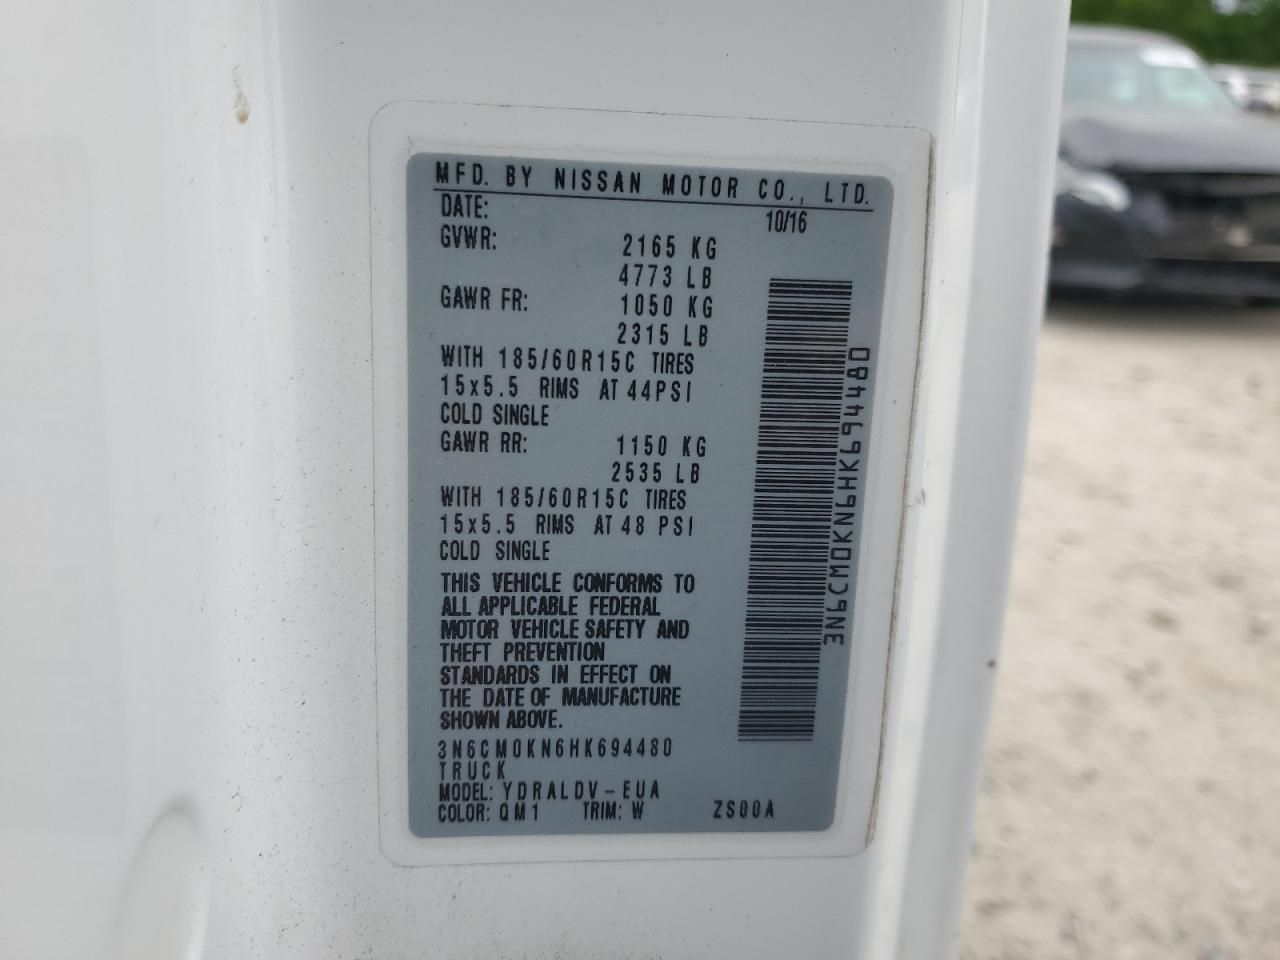 MFD. BY NISSAN MOTOR CO., LTD.
DATE: 10/16
GVWR: 2165 KG
4773 LB
GAWR FR: 1050 KG
2315 LB
WITH 185/60R15C TIRES
15x5.5 RIMS AT 44PSI
COLD SINGLE
GAWR RR: 1150 KG
2535 LB
WITH 185/60R15C TIRES
15x5.5 RIMS AT 48 PSI
COLD SINGLE
THIS VEHICLE CONFORMS TO
ALL APPLICABLE FEDERAL
MOTOR VEHICLE SAFETY AND
THEFT PREVENTION
STANDARDS IN EFFECT ON
THE DATE OF MANUFACTURE
SHOWN ABOVE.
3N6CM0KN6HK694480
TRUCK
MODEL: YDRALDV-EUA
COLOR: QM1 TRIM: W ZS00A
3N6CM0KN6HK694480